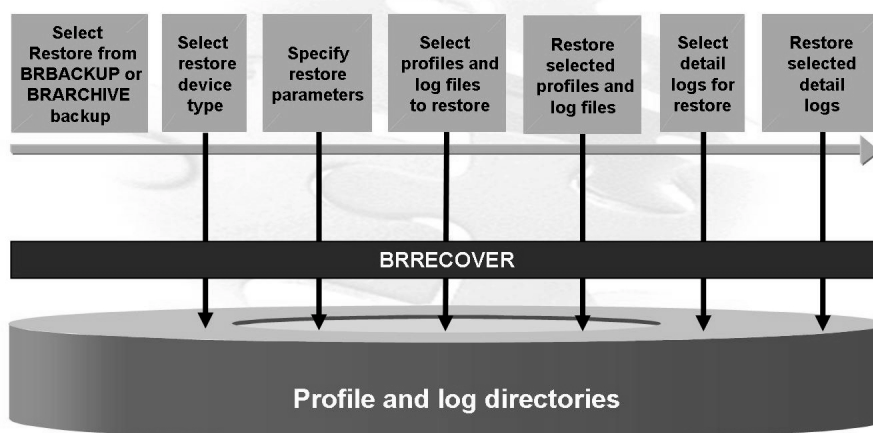 Select
Restore from
BRBACKUP or
BRARCHIVE
backup
Select
restore
device
type
Specify
restore
parameters
Select
profiles and
log files
to restore
Restore
selected
profiles and
log files
Select
detail
logs for
restore
Restore
selected
detail
logs
BRRECOVER
Profile and log directories